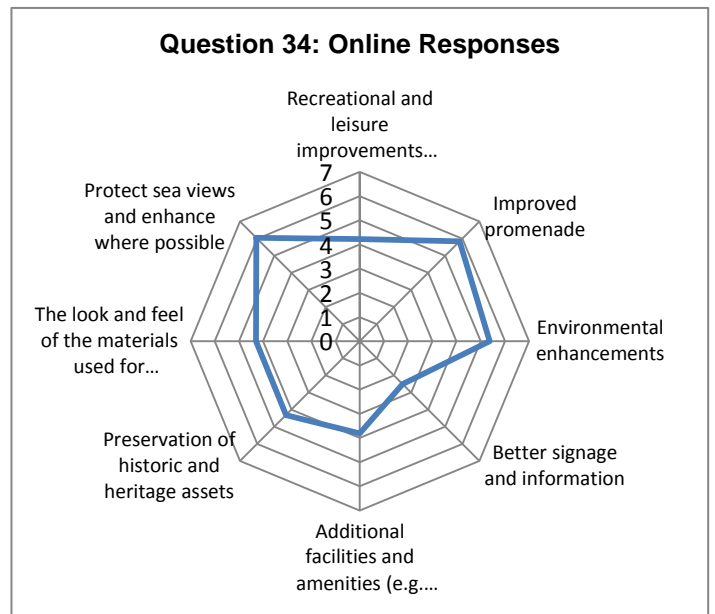 Question 34: Online Responses
Recreational and
leisure
improvements...
Improved
promenade
Environmental
enhancements
Better signage
and information
Additional
facilities and
amenities (e.g....
Preservation of
historic and
heritage assets
The look and feel
of the materials
used for...
Protect sea views
and enhance
where possible
7
6
5
4
3
2
1
0